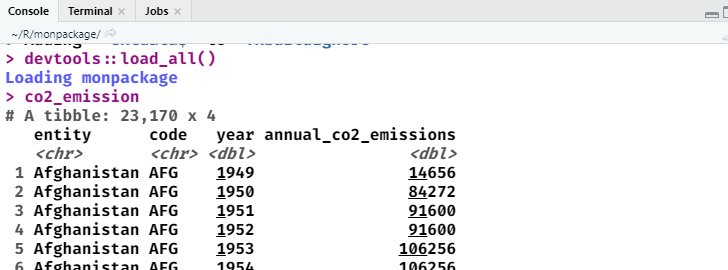 Console Terminal × Jobs ×
~/R/monpackage/
> devtools::load_all()
Loading monpackage
> co2_emission
# A tibble: 23,170 x 4
entity code year annual_co2_emissions
<chr> <chr> <dbl> <dbl>
1 Afghanistan AFG 1949 14656
2 Afghanistan AFG 1950 84272
3 Afghanistan AFG 1951 91600
4 Afghanistan AFG 1952 91600
5 Afghanistan AFG 1953 106256
6 Afghanistan AFG 1954 106256